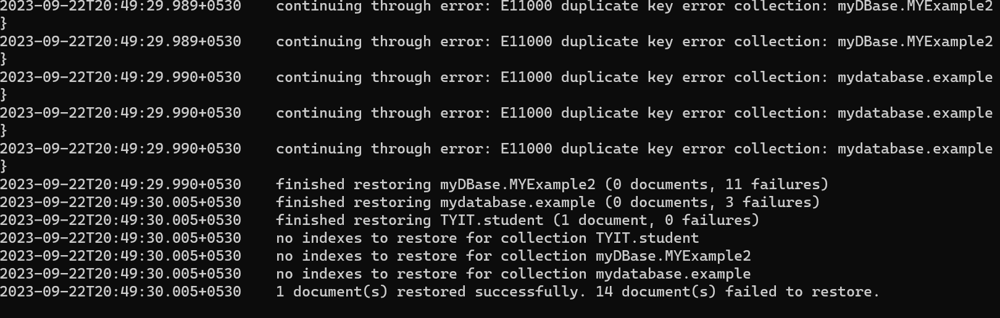 2023-09-22T20:49:29.989+0530    continuing through error: E11000 duplicate key error collection: myDBase.MYExample2
}
2023-09-22T20:49:29.989+0530    continuing through error: E11000 duplicate key error collection: myDBase.MYExample2
}
2023-09-22T20:49:29.990+0530    continuing through error: E11000 duplicate key error collection: mydatabase.example
}
2023-09-22T20:49:29.990+0530    continuing through error: E11000 duplicate key error collection: mydatabase.example
}
2023-09-22T20:49:29.990+0530    continuing through error: E11000 duplicate key error collection: mydatabase.example
}
2023-09-22T20:49:29.990+0530    finished restoring myDBase.MYExample2 (0 documents, 11 failures)
2023-09-22T20:49:30.005+0530    finished restoring mydatabase.example (0 documents, 3 failures)
2023-09-22T20:49:30.005+0530    finished restoring TYIT.student (1 document, 0 failures)
2023-09-22T20:49:30.005+0530    no indexes to restore for collection TYIT.student
2023-09-22T20:49:30.005+0530    no indexes to restore for collection myDBase.MYExample2
2023-09-22T20:49:30.005+0530    no indexes to restore for collection mydatabase.example
2023-09-22T20:49:30.005+0530    1 document(s) restored successfully. 14 document(s) failed to restore.